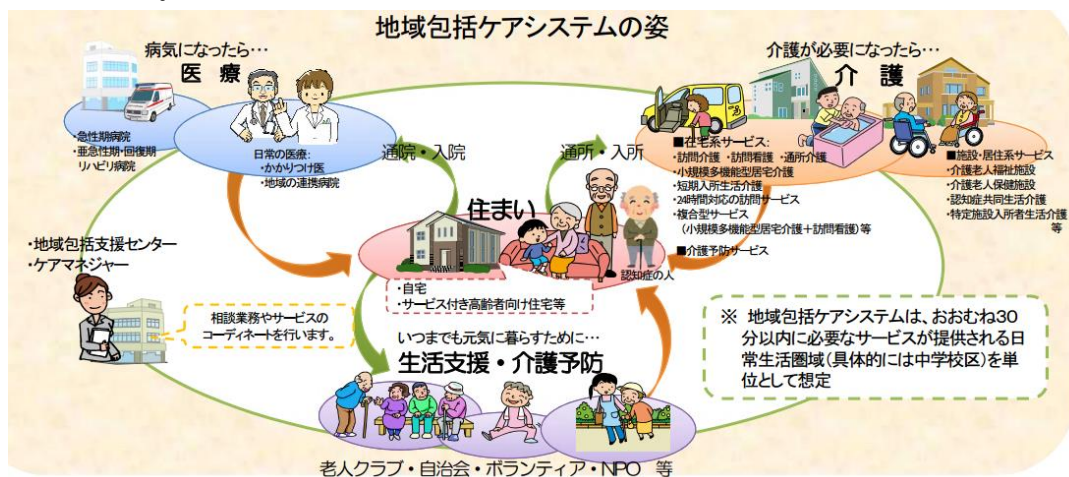 地域包括ケアシステムの姿
病気になったら…
医 療
・急性期病院
・亜急性期・回復期
リハビリ病院
日常の医療:
・かかりつけ医
・地域の連携病院
通院・入院
通所・入所
介護が必要になったら…
介 護
■在宅系サービス:
・訪問介護 ・訪問看護 ・通所介護
・小規模多機能型居宅介護
・短期入所生活介護
・24時間対応の訪問サービス
・複合型サービス
(小規模多機能型居宅介護+訪問看護)等
■介護予防サービス
■施設・居住系サービス
・介護老人福祉施設
・介護老人保健施設
・認知症共同生活介護
・特定施設入所者生活介護
等
住まい
認知症の人
・自宅
・サービス付き高齢者向け住宅等
・地域包括支援センター
・ケアマネジャー
相談業務やサービスの
コーディネートを行います。
いつまでも元気に暮らすために…
生活支援・介護予防
老人クラブ・自治会・ボランティア・NPO 等
※ 地域包括ケアシステムは、おおむね30
分以内に必要なサービスが提供される日
常生活圏域(具体的には中学校区)を単
位として想定